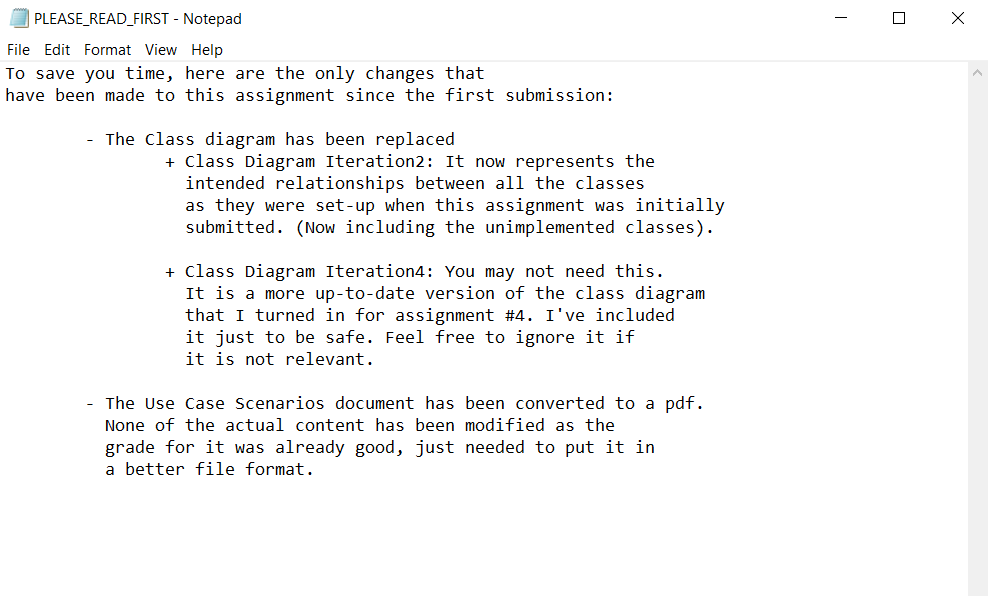 PLEASE_READ_FIRST - Notepad
File Edit Format View Help
To save you time, here are the only changes that
have been made to this assignment since the first submission:
- The Class diagram has been replaced
+ Class Diagram Iteration2: It now represents the
intended relationships between all the classes
as they were set-up when this assignment was initially
submitted. (Now including the unimplemented classes).
+ Class Diagram Iteration4: You may not need this.
It is a more up-to-date version of the class diagram
that I turned in for assignment #4. I've included
it just to be safe. Feel free to ignore it if
it is not relevant.
- The Use Case Scenarios document has been converted to a pdf.
None of the actual content has been modified as the
grade for it was already good, just needed to put it in
a better file format.